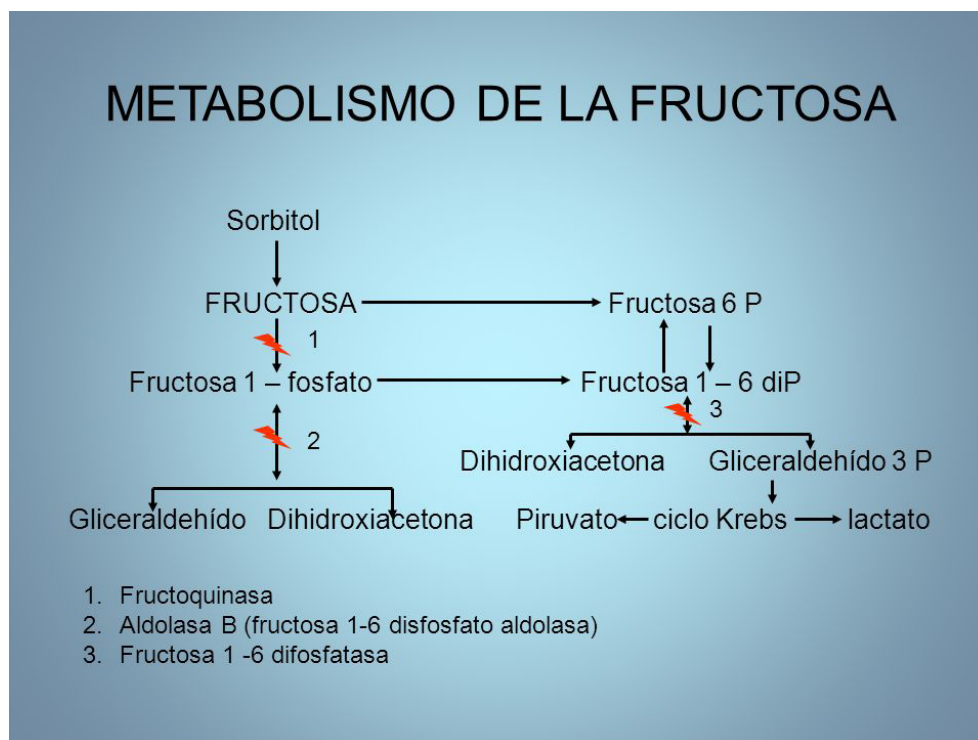 METABOLISMO DE LA FRUCTOSA
Sorbitol
FRUCTOSA Fructosa 6 P
1
Fructosa 1 – fosfato Fructosa 1 – 6 diP
3
2
Dihidroxiacetona Gliceraldehído 3 P
Gliceraldehído Dihidroxiacetona Piruvato ciclo Krebs lactato
1. Fructoquinasa
2. Aldolasa B (fructosa 1-6 disfosfato aldolasa)
3. Fructosa 1 -6 difosfatasa